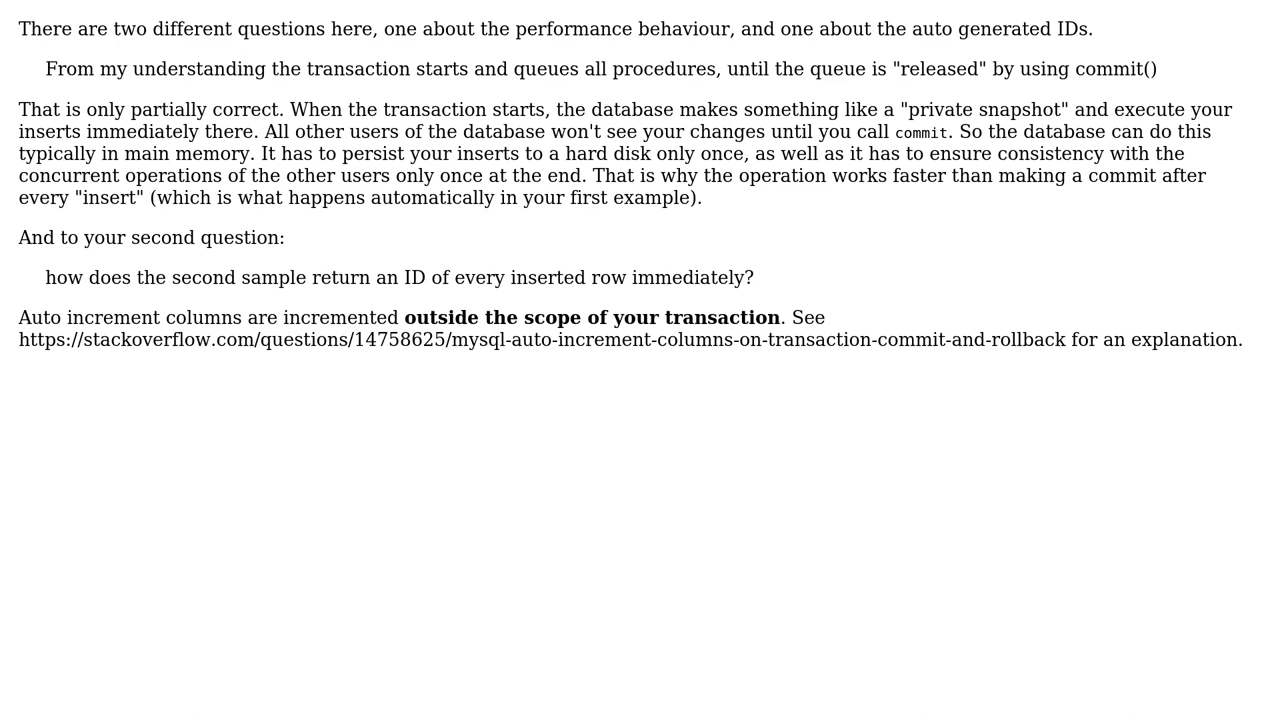 There are two different questions here, one about the performance behaviour, and one about the auto generated IDs.
From my understanding the transaction starts and queues all procedures, until the queue is "released" by using commit()
That is only partially correct. When the transaction starts, the database makes something like a "private snapshot" and execute your
inserts immediately there. All other users of the database won't see your changes until you call commit. So the database can do this
typically in main memory. It has to persist your inserts to a hard disk only once, as well as it has to ensure consistency with the
concurrent operations of the other users only once at the end. That is why the operation works faster than making a commit after
every "insert" (which is what happens automatically in your first example).
And to your second question:
how does the second sample return an ID of every inserted row immediately?
Auto increment columns are incremented outside the scope of your transaction. See
https://stackoverflow.com/questions/14758625/mysql-auto-increment-columns-on-transaction-commit-and-rollback for an explanation.